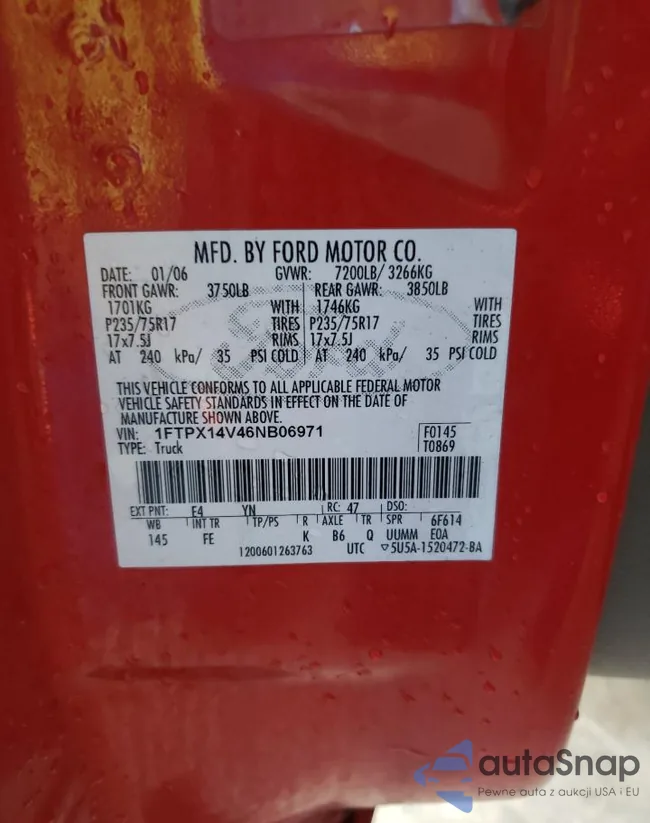 MFD. BY FORD MOTOR CO.
DATE: 01/06 GVWR: 7200LB/ 3266KG
FRONT GAWR: 3750LB REAR GAWR: 3850LB
1701KG WITH 1746KG WITH
P235/75R17 TIRES P235/75R17 TIRES
17x7.5J RIMS 17x7.5J RIMS
AT 240 kPa/ 35 PSI COLD AT 240 kPa/ 35 PSI COLD
THIS VEHICLE CONFORMS TO ALL APPLICABLE FEDERAL MOTOR
VEHICLE SAFETY STANDARDS IN EFFECT ON THE DATE OF
MANUFACTURE SHOWN ABOVE.
VIN: 1FTPX14V46NB06971 F0145
TYPE: Truck T0869
EXT PNT: E4 YN RC: 47 DSO:
WB INT TR TP/PS R AXLE TR SPR 6F614
145 FE K B6 Q UUMM EOA
1200601263763 UTC ▽5U5A-1520472-BA
autaSnap
Pewne auta z aukcji USA i EU